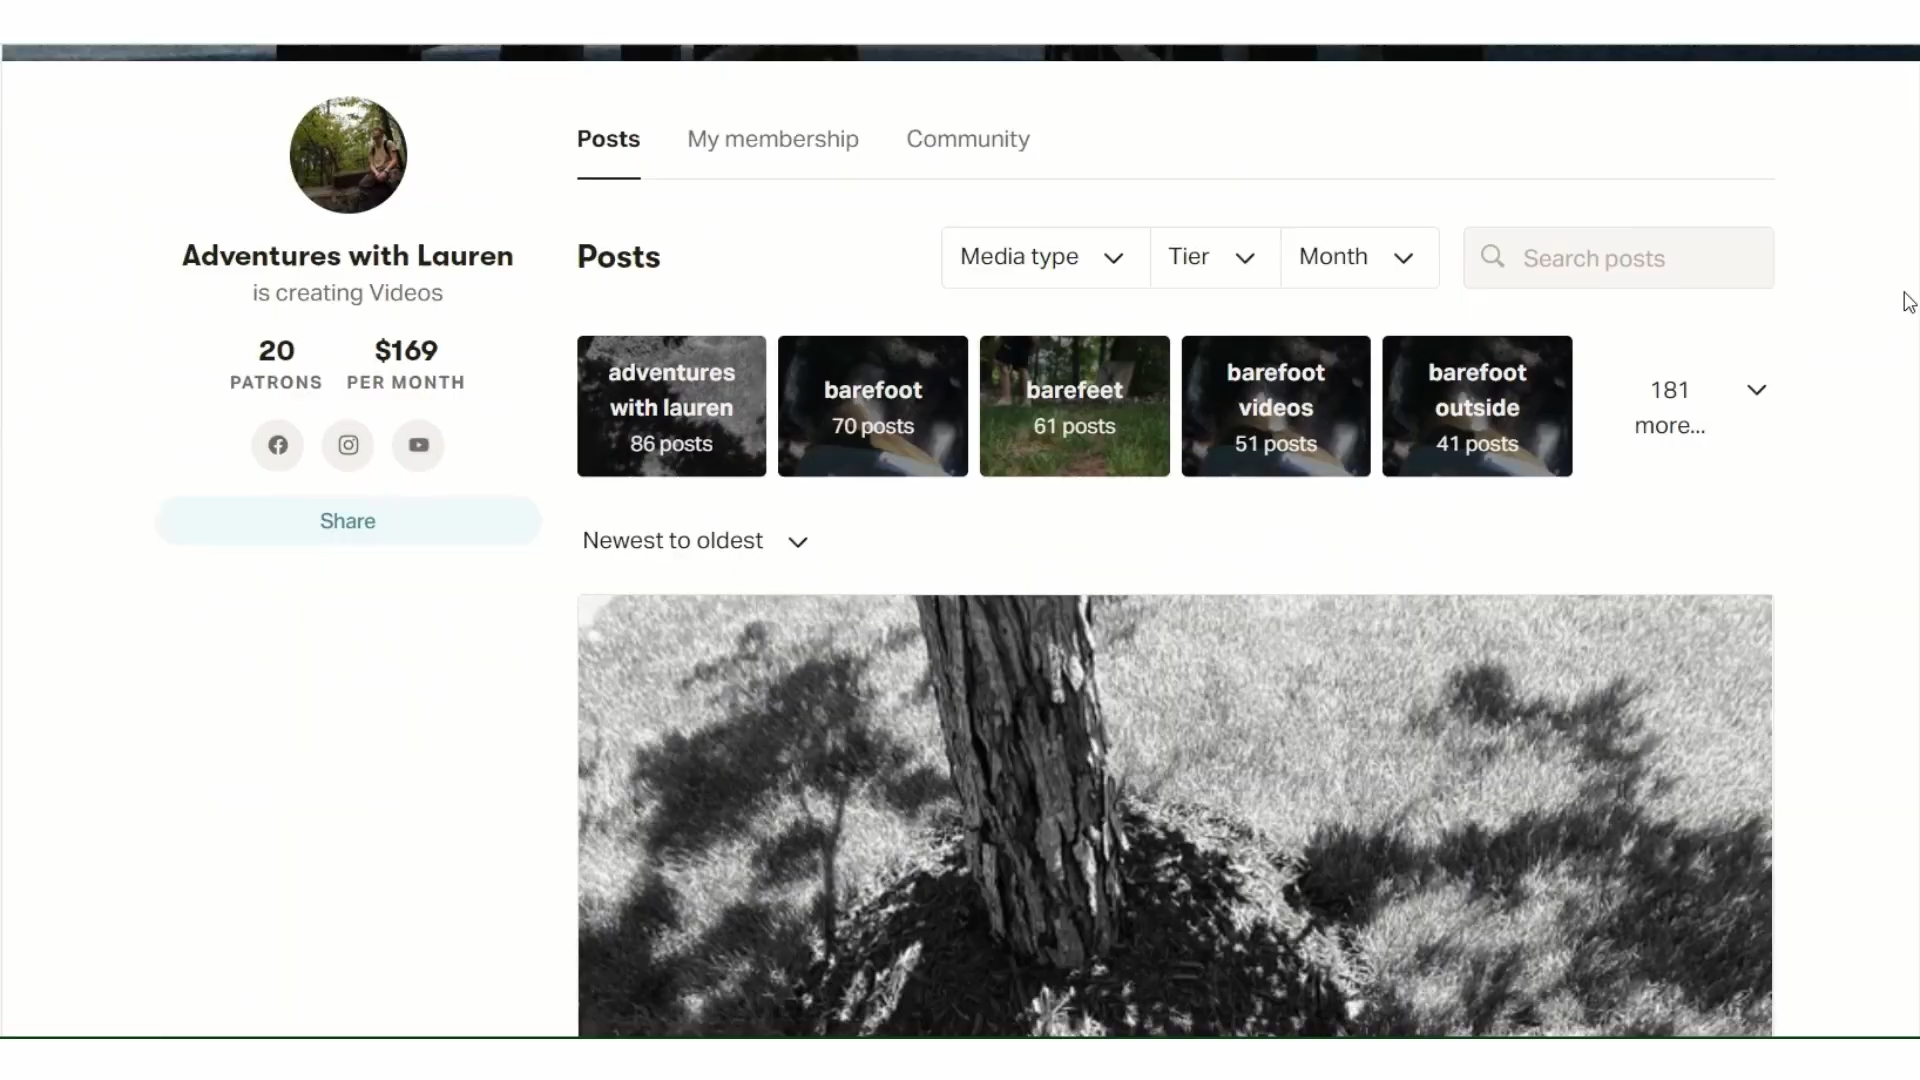 Posts
My membership
Community
Adventures with Lauren
is creating Videos
20
PATRONS
$169
PER MONTH
Share
Posts
Media type
Tier
Month
Search posts
adventures
with lauren
86 posts
barefoot
70 posts
barefeet
61 posts
barefoot
videos
51 posts
barefoot
outside
41 posts
181
more...
Newest to oldest